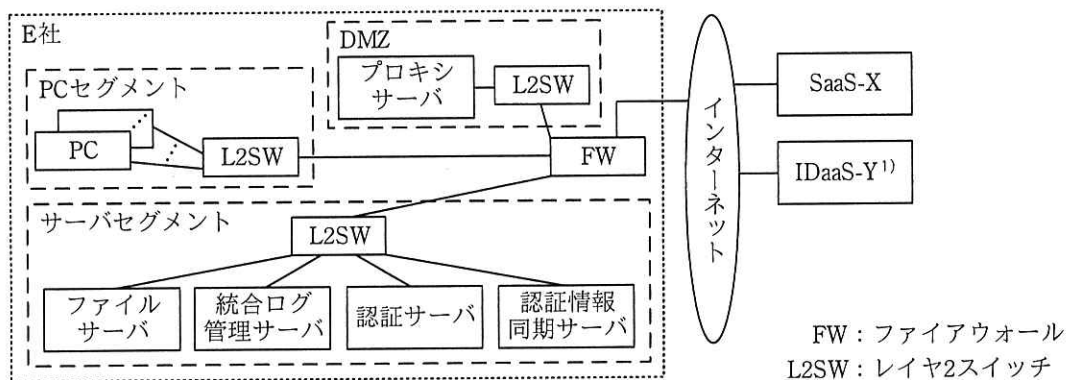 E社
DMZ
プロキシ
サーバ
L2SW
PCセグメント
PC
L2SW
FW
インターネット
SaaS-X
IDaaS-Y1)
サーバセグメント
L2SW
ファイル
サーバ
統合ログ
管理サーバ
認証サーバ
認証情報
同期サーバ
FW：ファイアウォール
L2SW：レイヤ2スイッチ